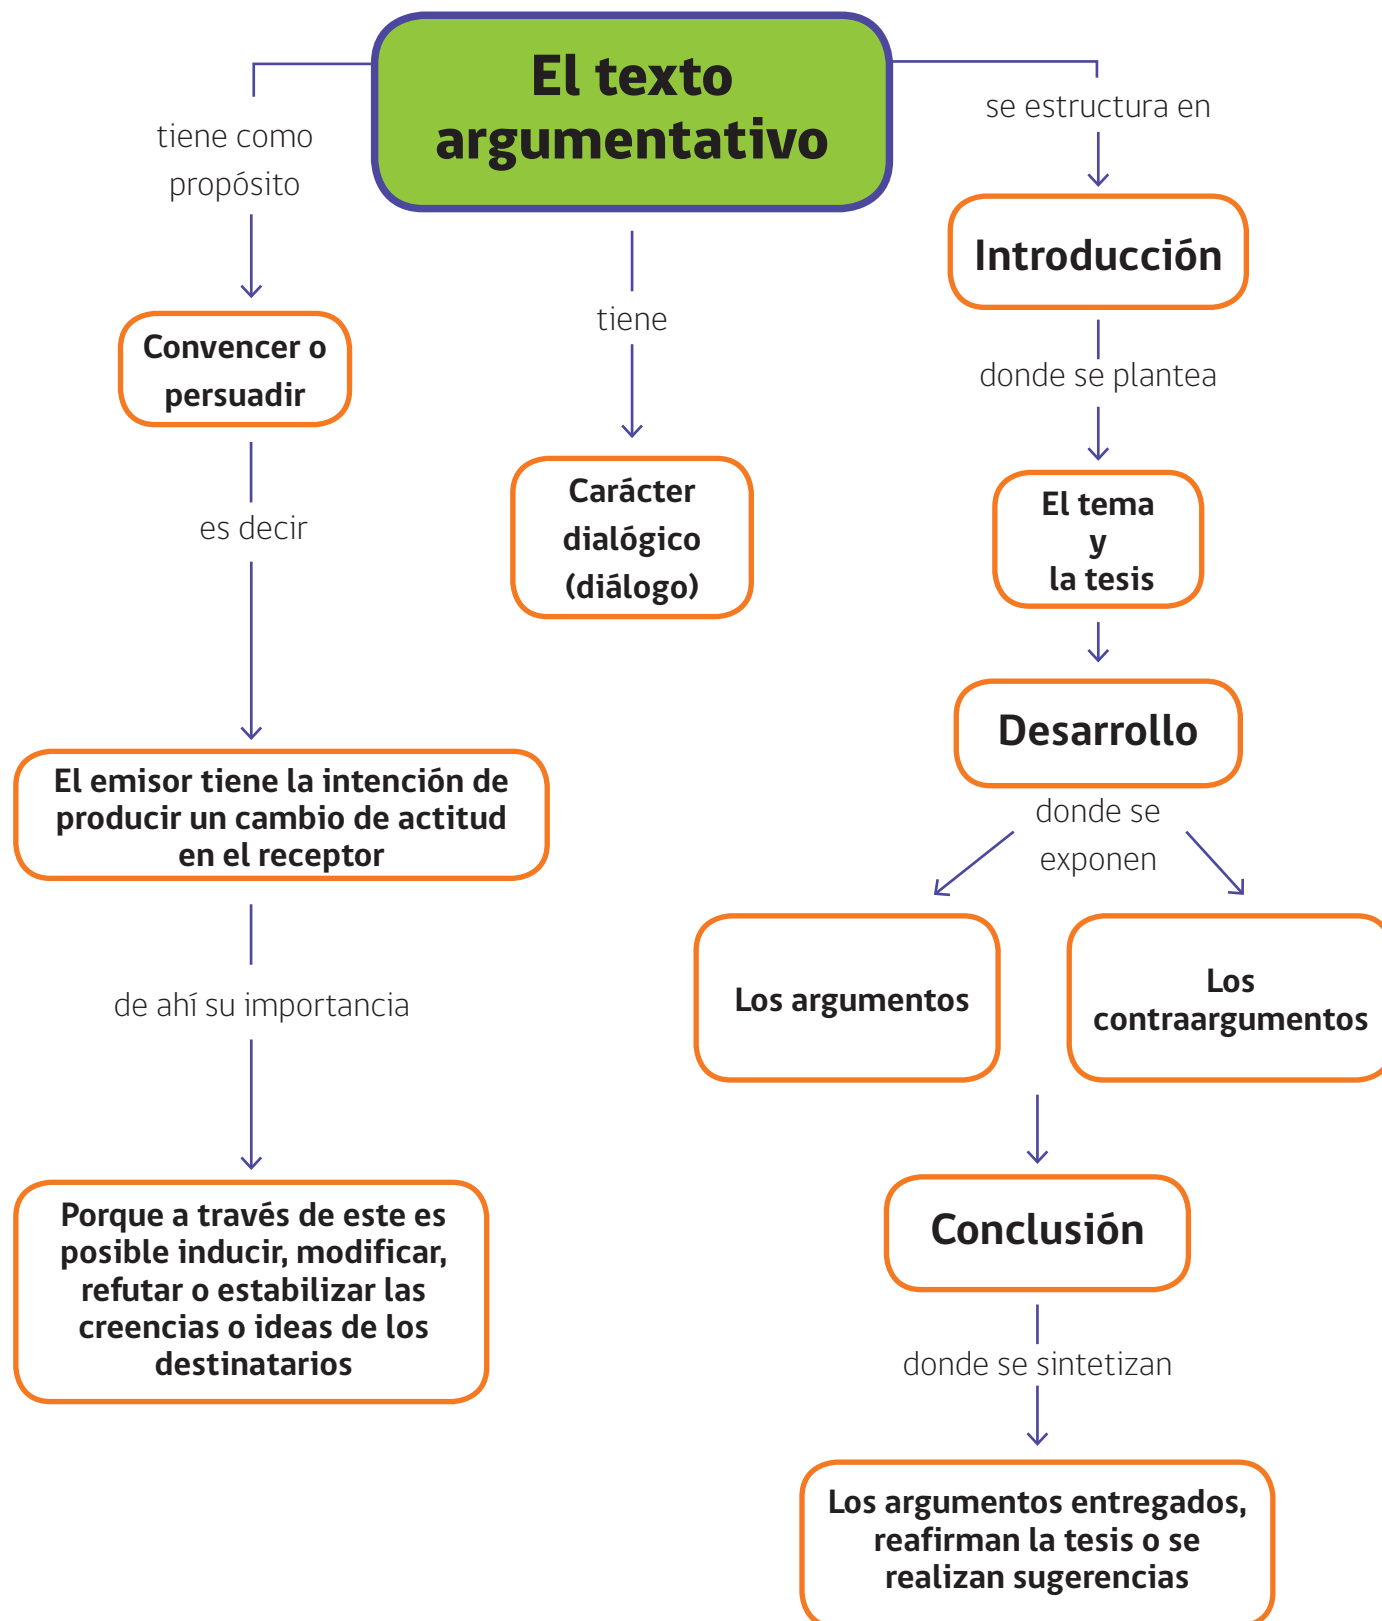 El texto
argumentativo
tiene como
propósito
Convencer o
persuadir
es decir
El emisor tiene la intención de
producir un cambio de actitud
en el receptor
de ahí su importancia
Porque a través de este es
posible inducir, modificar,
refutar o estabilizar las
creencias o ideas de los
destinatarios
tiene
Carácter
dialógico
(diálogo)
se estructura en
Introducción
donde se plantea
El tema
y
la tesis
Desarrollo
donde se
exponen
Los argumentos
Los
contraargumentos
Conclusión
donde se sintetizan
Los argumentos entregados,
reafirman la tesis o se
realizan sugerencias